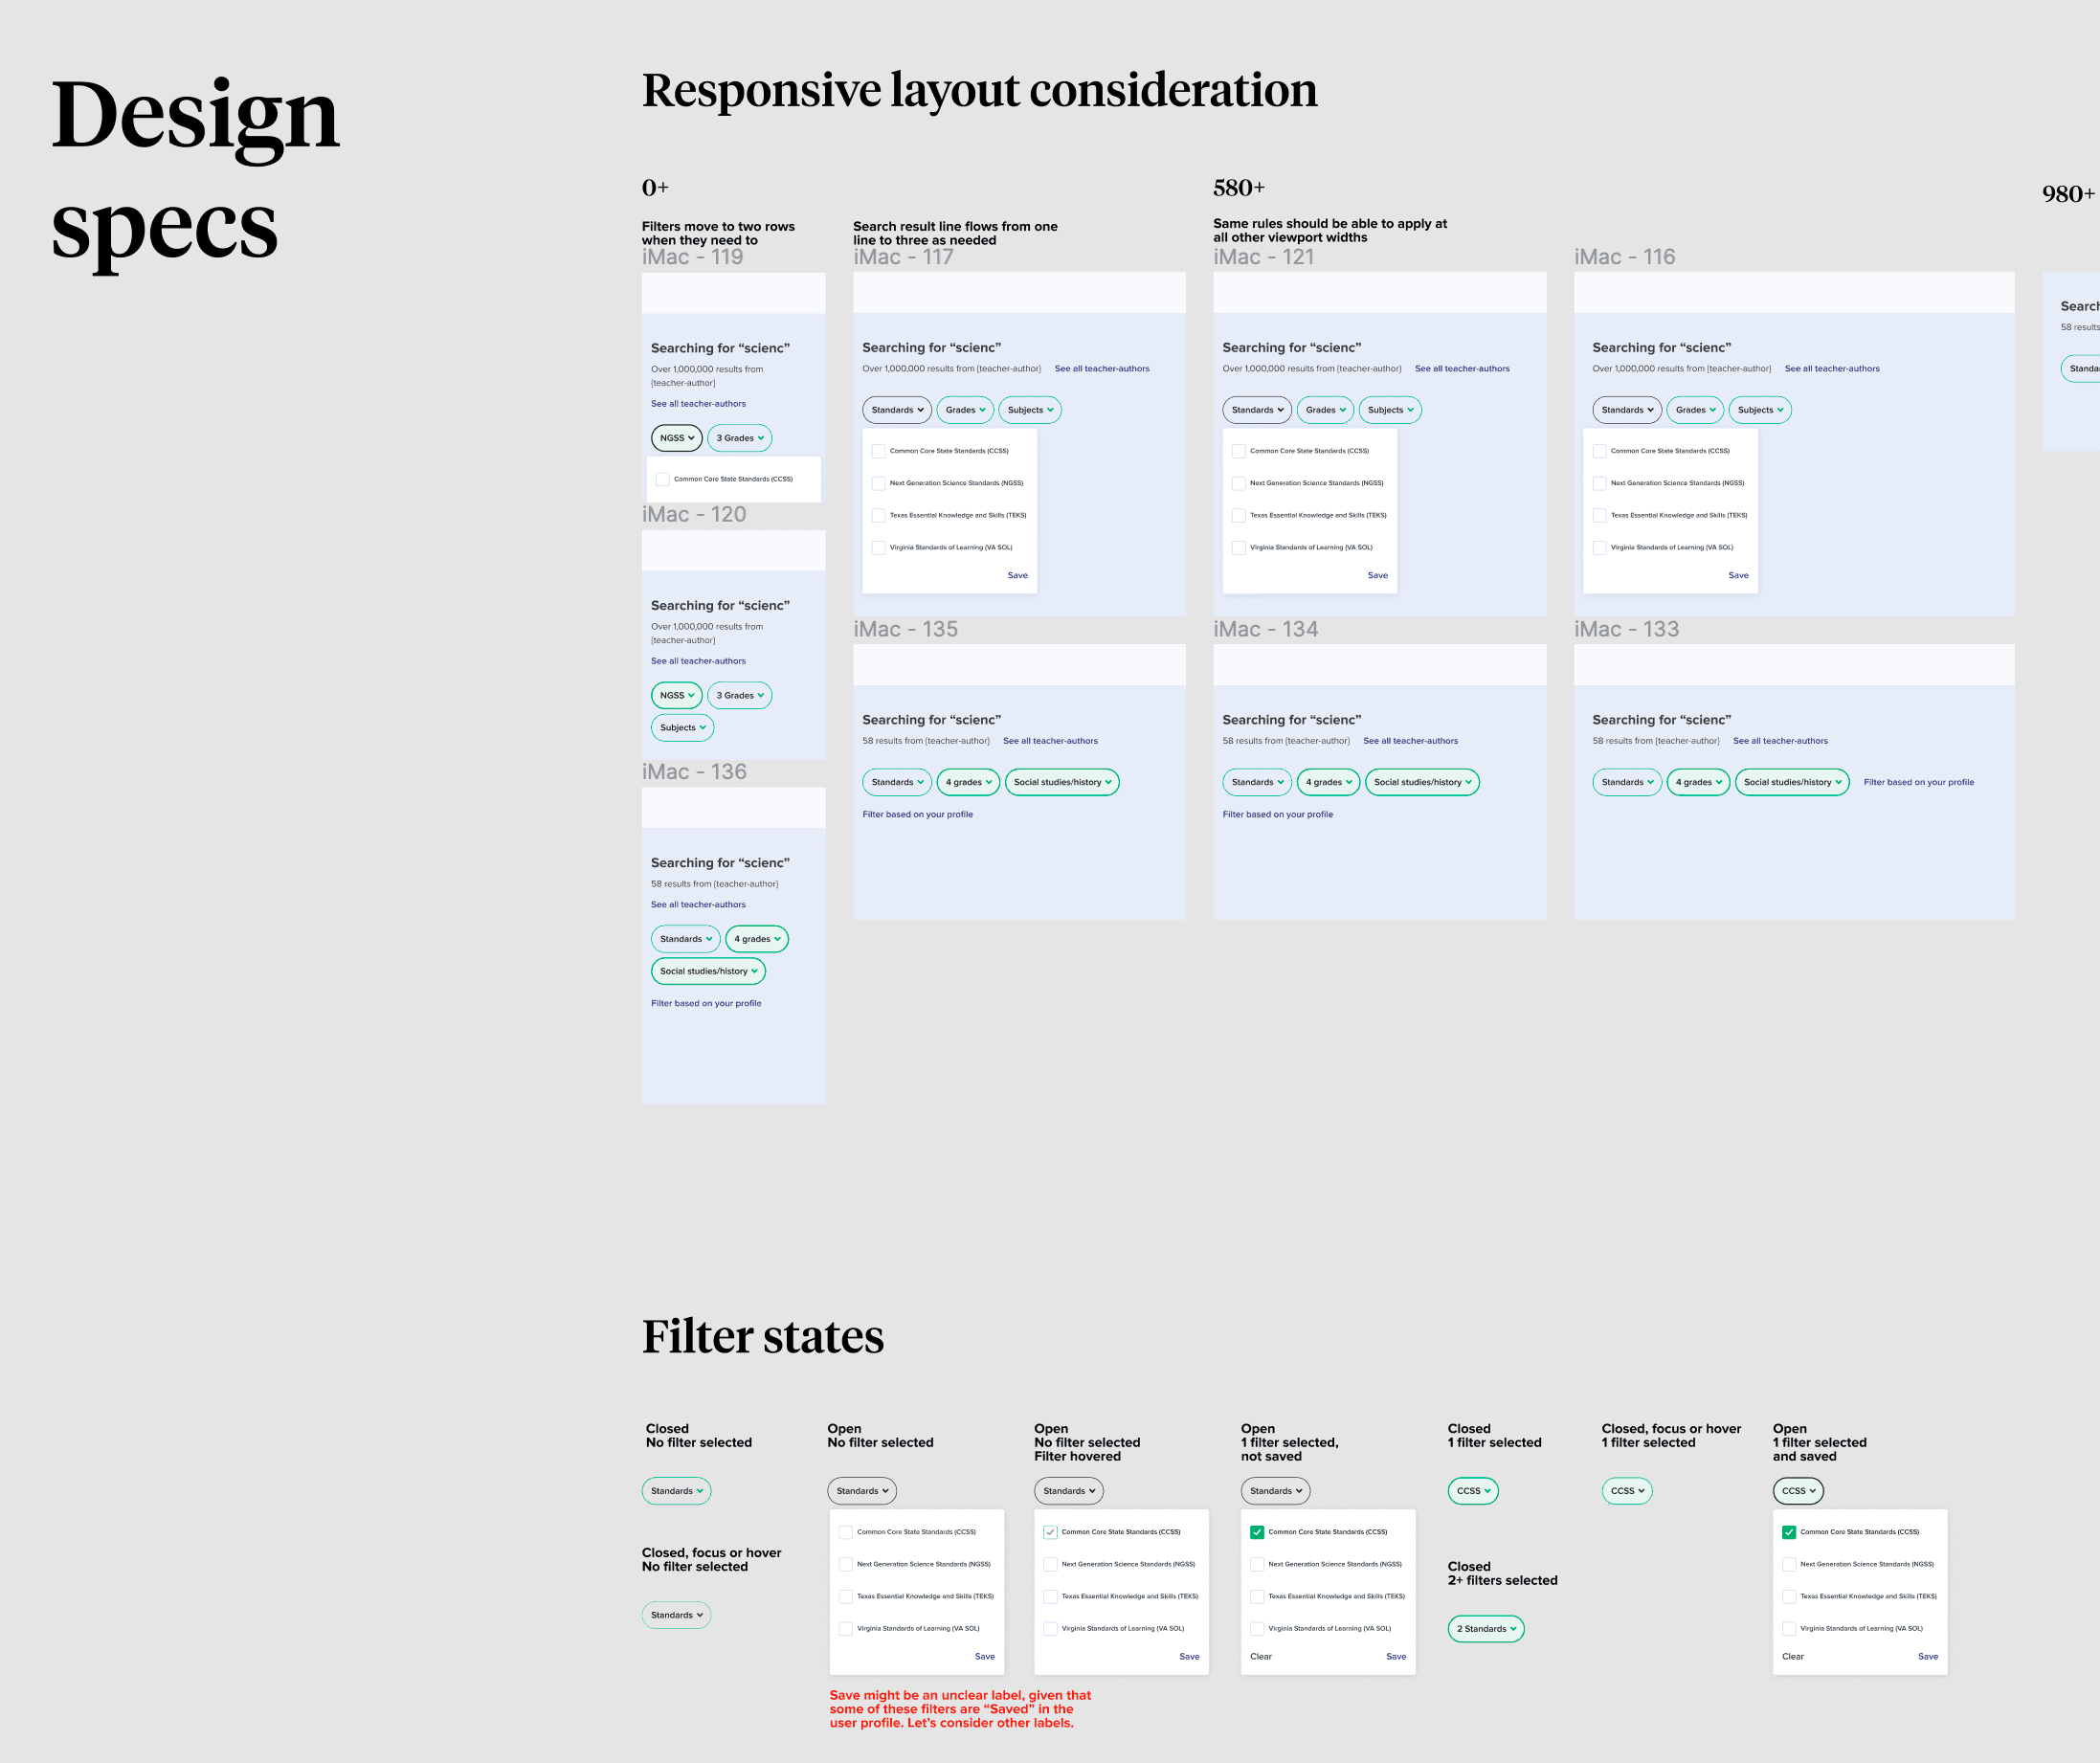 Design
specs
Responsive layout consideration
0+
Filters move to two rows
when they need to
iMac - 119
Searching for “scienc”
Over 1,000,000 results from
{teacher-author}
See all teacher-authors
NGSS
3 Grades
Common Core State Standards (CCSS)
iMac - 120
Searching for “scienc”
Over 1,000,000 results from
{teacher-author}
See all teacher-authors
NGSS
3 Grades
Subjects
iMac - 136
Searching for “scienc”
58 results from {teacher-author}
See all teacher-authors
Standards
4 grades
Social studies/history
Filter based on your profile
Search result line flows from one
line to three as needed
iMac - 117
Searching for “scienc”
Over 1,000,000 results from {teacher-author} See all teacher-authors
Standards
Grades
Subjects
Common Core State Standards (CCSS)
Next Generation Science Standards (NGSS)
Texas Essential Knowledge and Skills (TEKS)
Virginia Standards of Learning (VA SOL)
Save
iMac - 135
Searching for “scienc”
58 results from {teacher-author} See all teacher-authors
Standards
4 grades
Social studies/history
Filter based on your profile
580+
Same rules should be able to apply at
all other viewport widths
iMac - 121
Searching for “scienc”
Over 1,000,000 results from {teacher-author} See all teacher-authors
Standards
Grades
Subjects
Common Core State Standards (CCSS)
Next Generation Science Standards (NGSS)
Texas Essential Knowledge and Skills (TEKS)
Virginia Standards of Learning (VA SOL)
Save
iMac - 134
Searching for “scienc”
58 results from {teacher-author} See all teacher-authors
Standards
4 grades
Social studies/history
Filter based on your profile
iMac - 116
Searching for “scienc”
Over 1,000,000 results from {teacher-author} See all teacher-authors
Standards
Grades
Subjects
Common Core State Standards (CCSS)
Next Generation Science Standards (NGSS)
Texas Essential Knowledge and Skills (TEKS)
Virginia Standards of Learning (VA SOL)
Save
iMac - 133
Searching for “scienc”
58 results from {teacher-author} See all teacher-authors
Standards
4 grades
Social studies/history
Filter based on your profile
980+
Search
58 results
Standar
Filter states
Closed
No filter selected
Standards
Closed, focus or hover
No filter selected
Standards
Open
No filter selected
Standards
Common Core State Standards (CCSS)
Next Generation Science Standards (NGSS)
Texas Essential Knowledge and Skills (TEKS)
Virginia Standards of Learning (VA SOL)
Save
Save might be an unclear label, given that
some of these filters are “Saved” in the
user profile. Let’s consider other labels.
Open
No filter selected
Filter hovered
Standards
Common Core State Standards (CCSS)
Next Generation Science Standards (NGSS)
Texas Essential Knowledge and Skills (TEKS)
Virginia Standards of Learning (VA SOL)
Save
Open
1 filter selected,
not saved
Standards
Common Core State Standards (CCSS)
Next Generation Science Standards (NGSS)
Texas Essential Knowledge and Skills (TEKS)
Virginia Standards of Learning (VA SOL)
Clear Save
Closed
1 filter selected
CCSS
Closed
2+ filters selected
2 Standards
Closed, focus or hover
1 filter selected
CCSS
Open
1 filter selected
and saved
CCSS
Common Core State Standards (CCSS)
Next Generation Science Standards (NGSS)
Texas Essential Knowledge and Skills (TEKS)
Virginia Standards of Learning (VA SOL)
Clear Save